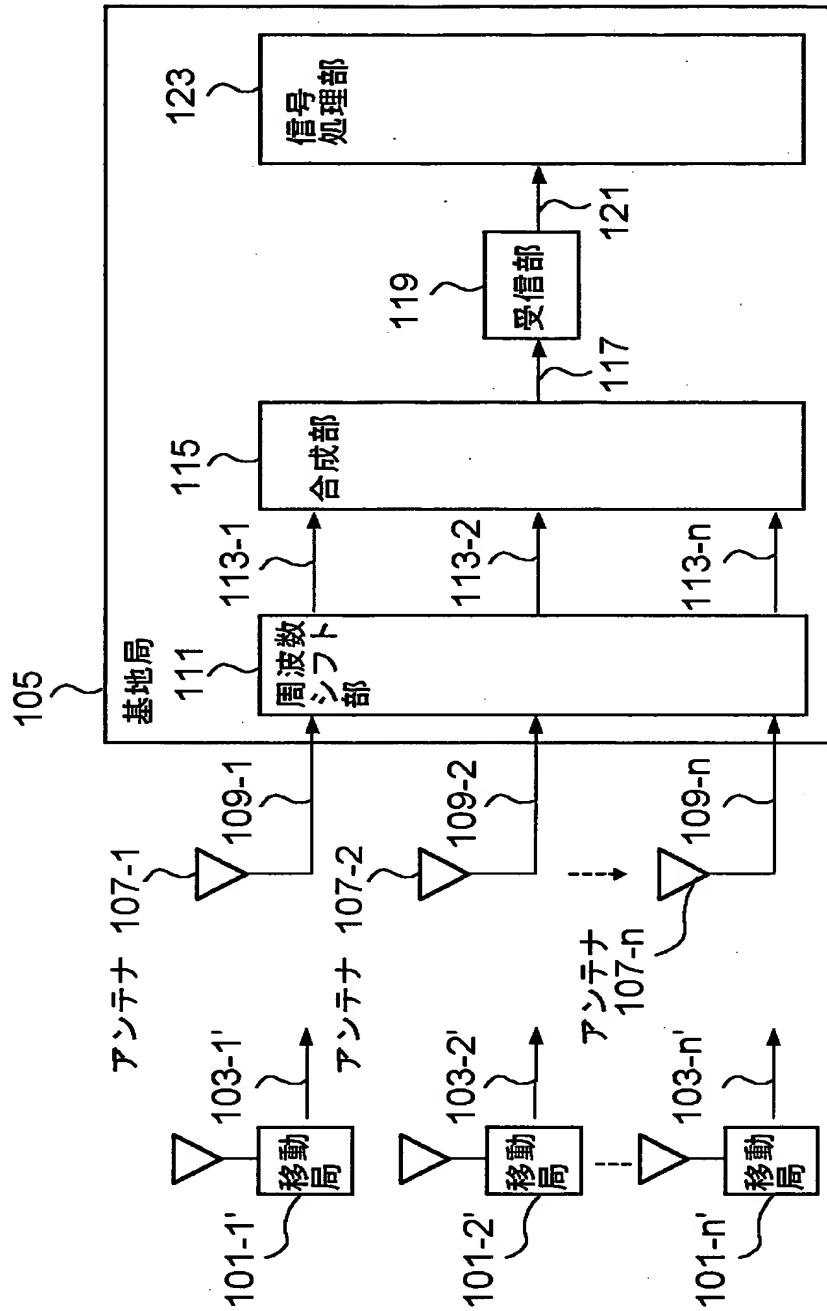 105
基地局
アンテナ 107-1
109-1
アンテナ 107-2
109-2
アンテナ
107-n
109-n
111
周波数
シフト
部
113-1
113-2
113-n
115
合成部
117
119
受信部
121
123
信号
処理部
103-1'
移動
局
101-1'
103-2'
移動
局
101-2'
103-n'
移動
局
101-n'